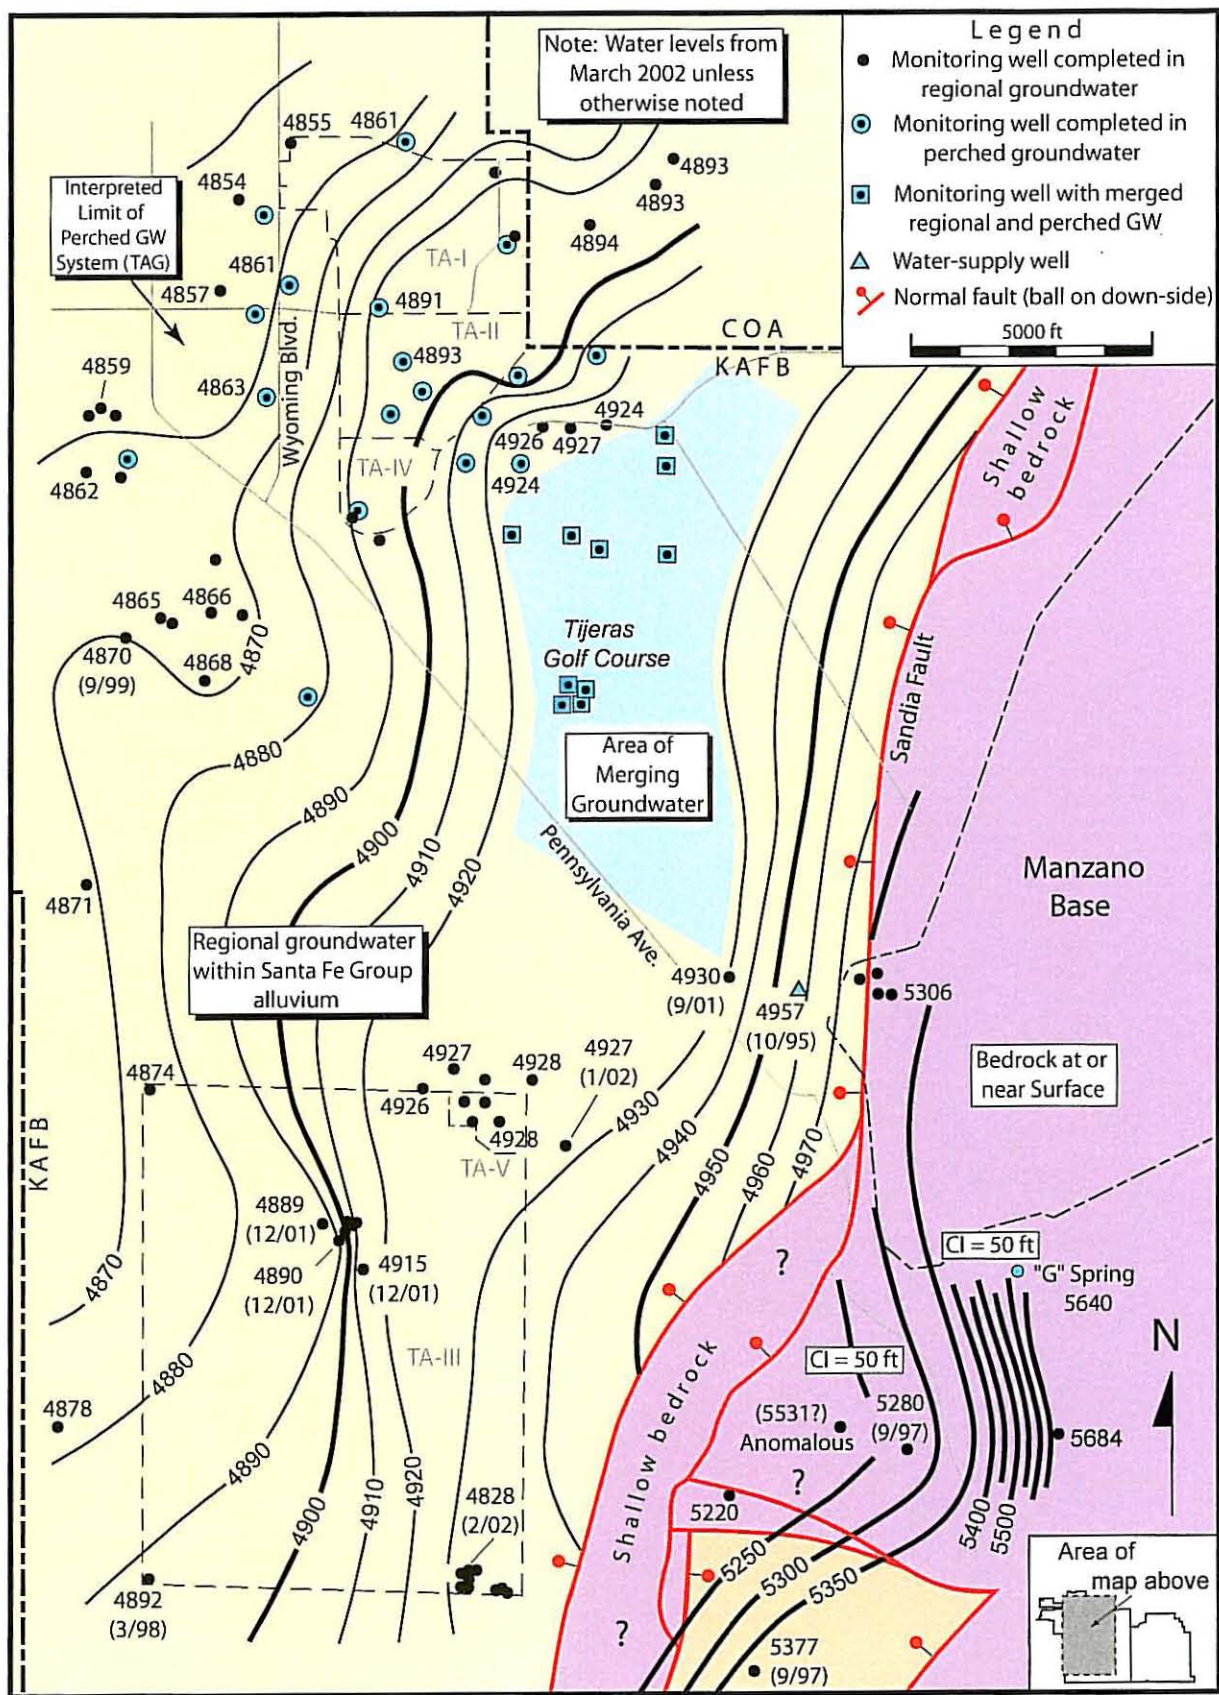 Note: Water levels from
March 2002 unless
otherwise noted
Legend
Monitoring well completed in
regional groundwater
Monitoring well completed in
perched groundwater
Monitoring well with merged
regional and perched GW
Water-supply well
Normal fault (ball on down-side)
5000 ft
4855
4861
4893
4893
4894
4854
Interpreted
Limit of
Perched GW
System (TAG)
TA-I
4861
4857
4891
TA-II
COA
KAFB
Wyoming Blvd.
4893
4859
4863
4924
4926
4927
4924
TA-IV
4862
Shallow
bedrock
4865
4866
4870
4870
(9/99)
4868
Tijeras
Golf Course
Sandia Fault
4880
4890
4900
4910
4920
Area of
Merging
Groundwater
Pennsylvania Ave.
Manzano
Base
4871
Regional groundwater
within Santa Fe Group
alluvium
4930
(9/01)
4957
(10/95)
5306
Bedrock at or
near Surface
KAFB
4874
4927
4928
4927
(1/02)
4926
4928
TA-V
4930
4940
4950
4960
4970
4889
(12/01)
4890
(12/01)
4915
(12/01)
4870
?
CI = 50 ft
"G" Spring
5640
N
TA-III
CI = 50 ft
4880
4878
Shallow bedrock
(5531?)
Anomalous
5280
(9/97)
5684
4890
4900
4910
4920
?
4828
(2/02)
5220
5400
5500
5250
5300
5350
4892
(3/98)
?
5377
(9/97)
Area of
map above